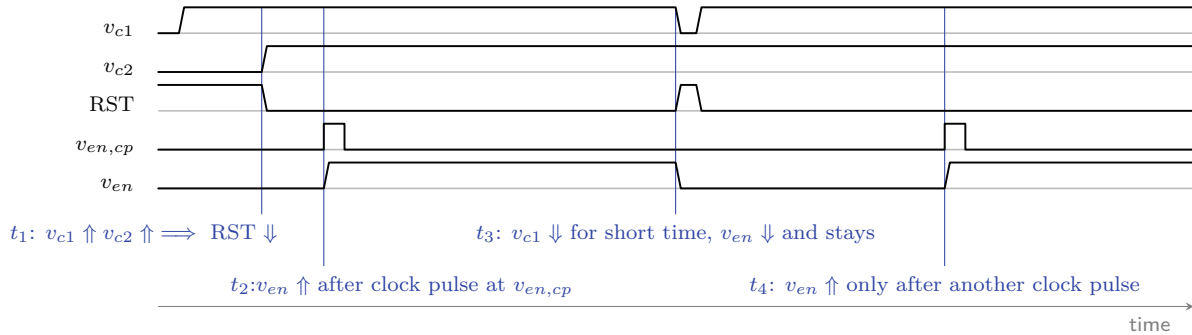 v_{c1}
v_{c2}
RST
v_{en,cp}
v_{en}
t_1: v_{c1} ⇑ v_{c2} ⇑ ⟹ RST ⇓
t_3: v_{c1} ⇓ for short time, v_{en} ⇓ and stays
t_2:v_{en} ⇑ after clock pulse at v_{en,cp}
t_4: v_{en} ⇑ only after another clock pulse
time